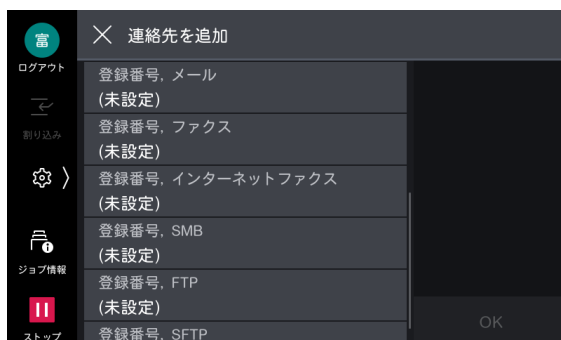 富
ログアウト
割り込み
ジョブ情報
ストップ
連絡先を追加
登録番号, メール
(未設定)
登録番号, ファクス
(未設定)
登録番号, インターネットファクス
(未設定)
登録番号, SMB
(未設定)
登録番号, FTP
(未設定)
登録番号, SFTP
OK